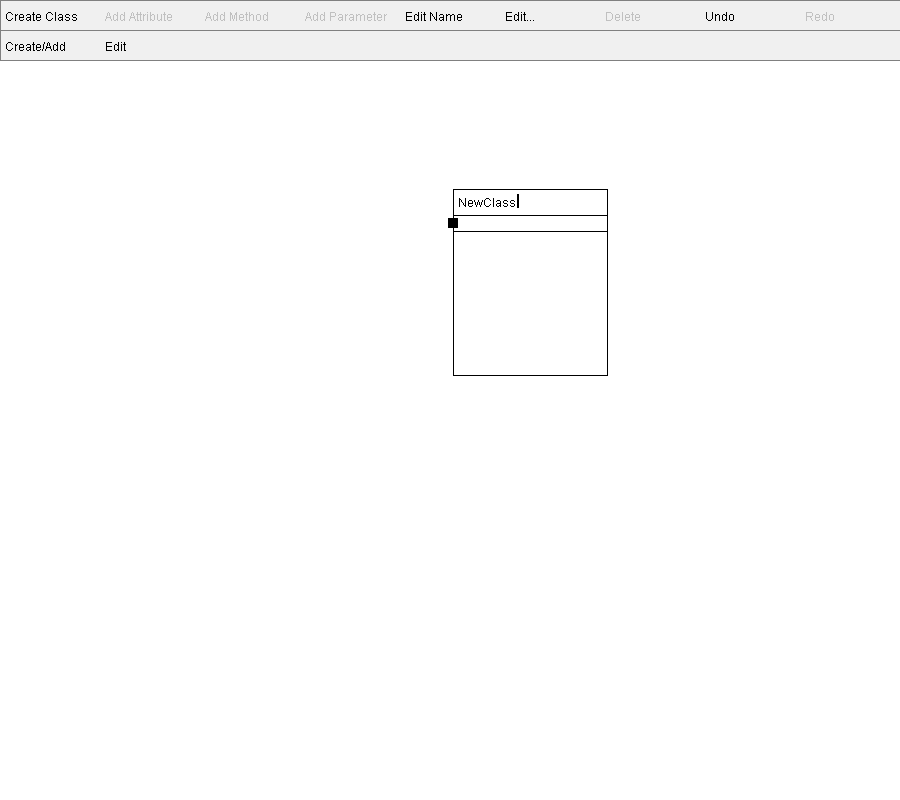 Create Class Add Attribute Add Method Add Parameter Edit Name Edit... Delete Undo Redo
Create/Add Edit
NewClass